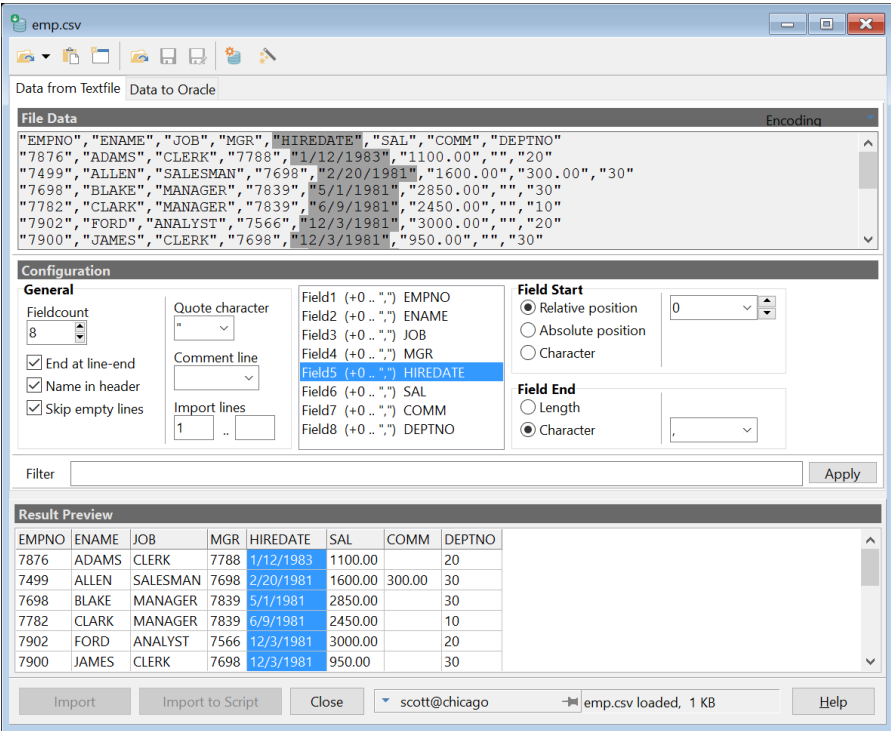 emp.csv
Data from Textfile Data to Oracle
File Data Encoding
"EMPNO","ENAME","JOB","MGR","HIREDATE","SAL","COMM","DEPTNO"
"7876","ADAMS","CLERK","7788","1/12/1983","1100.00","","20"
"7499","ALLEN","SALESMAN","7698","2/20/1981","1600.00","300.00","30"
"7698","BLAKE","MANAGER","7839","5/1/1981","2850.00","","30"
"7782","CLARK","MANAGER","7839","6/9/1981","2450.00","","10"
"7902","FORD","ANALYST","7566","12/3/1981","3000.00","","20"
"7900","JAMES","CLERK","7698","12/3/1981","950.00","","30"
Configuration
General
Fieldcount
8
End at line-end
Name in header
Skip empty lines
Quote character
"
Comment line
Import lines
1 ..
Field1 (+0 .. ",") EMPNO
Field2 (+0 .. ",") ENAME
Field3 (+0 .. ",") JOB
Field4 (+0 .. ",") MGR
Field5 (+0 .. ",") HIREDATE
Field6 (+0 .. ",") SAL
Field7 (+0 .. ",") COMM
Field8 (+0 .. ",") DEPTNO
Field Start
Relative position 0
Absolute position
Character
Field End
Length
Character ,
Filter Apply
Result Preview
EMPNO ENAME JOB MGR HIREDATE SAL COMM DEPTNO
7876 ADAMS CLERK 7788 1/12/1983 1100.00 20
7499 ALLEN SALESMAN 7698 2/20/1981 1600.00 300.00 30
7698 BLAKE MANAGER 7839 5/1/1981 2850.00 30
7782 CLARK MANAGER 7839 6/9/1981 2450.00 10
7902 FORD ANALYST 7566 12/3/1981 3000.00 20
7900 JAMES CLERK 7698 12/3/1981 950.00 30
Import Import to Script Close scott@chicago emp.csv loaded, 1 KB Help